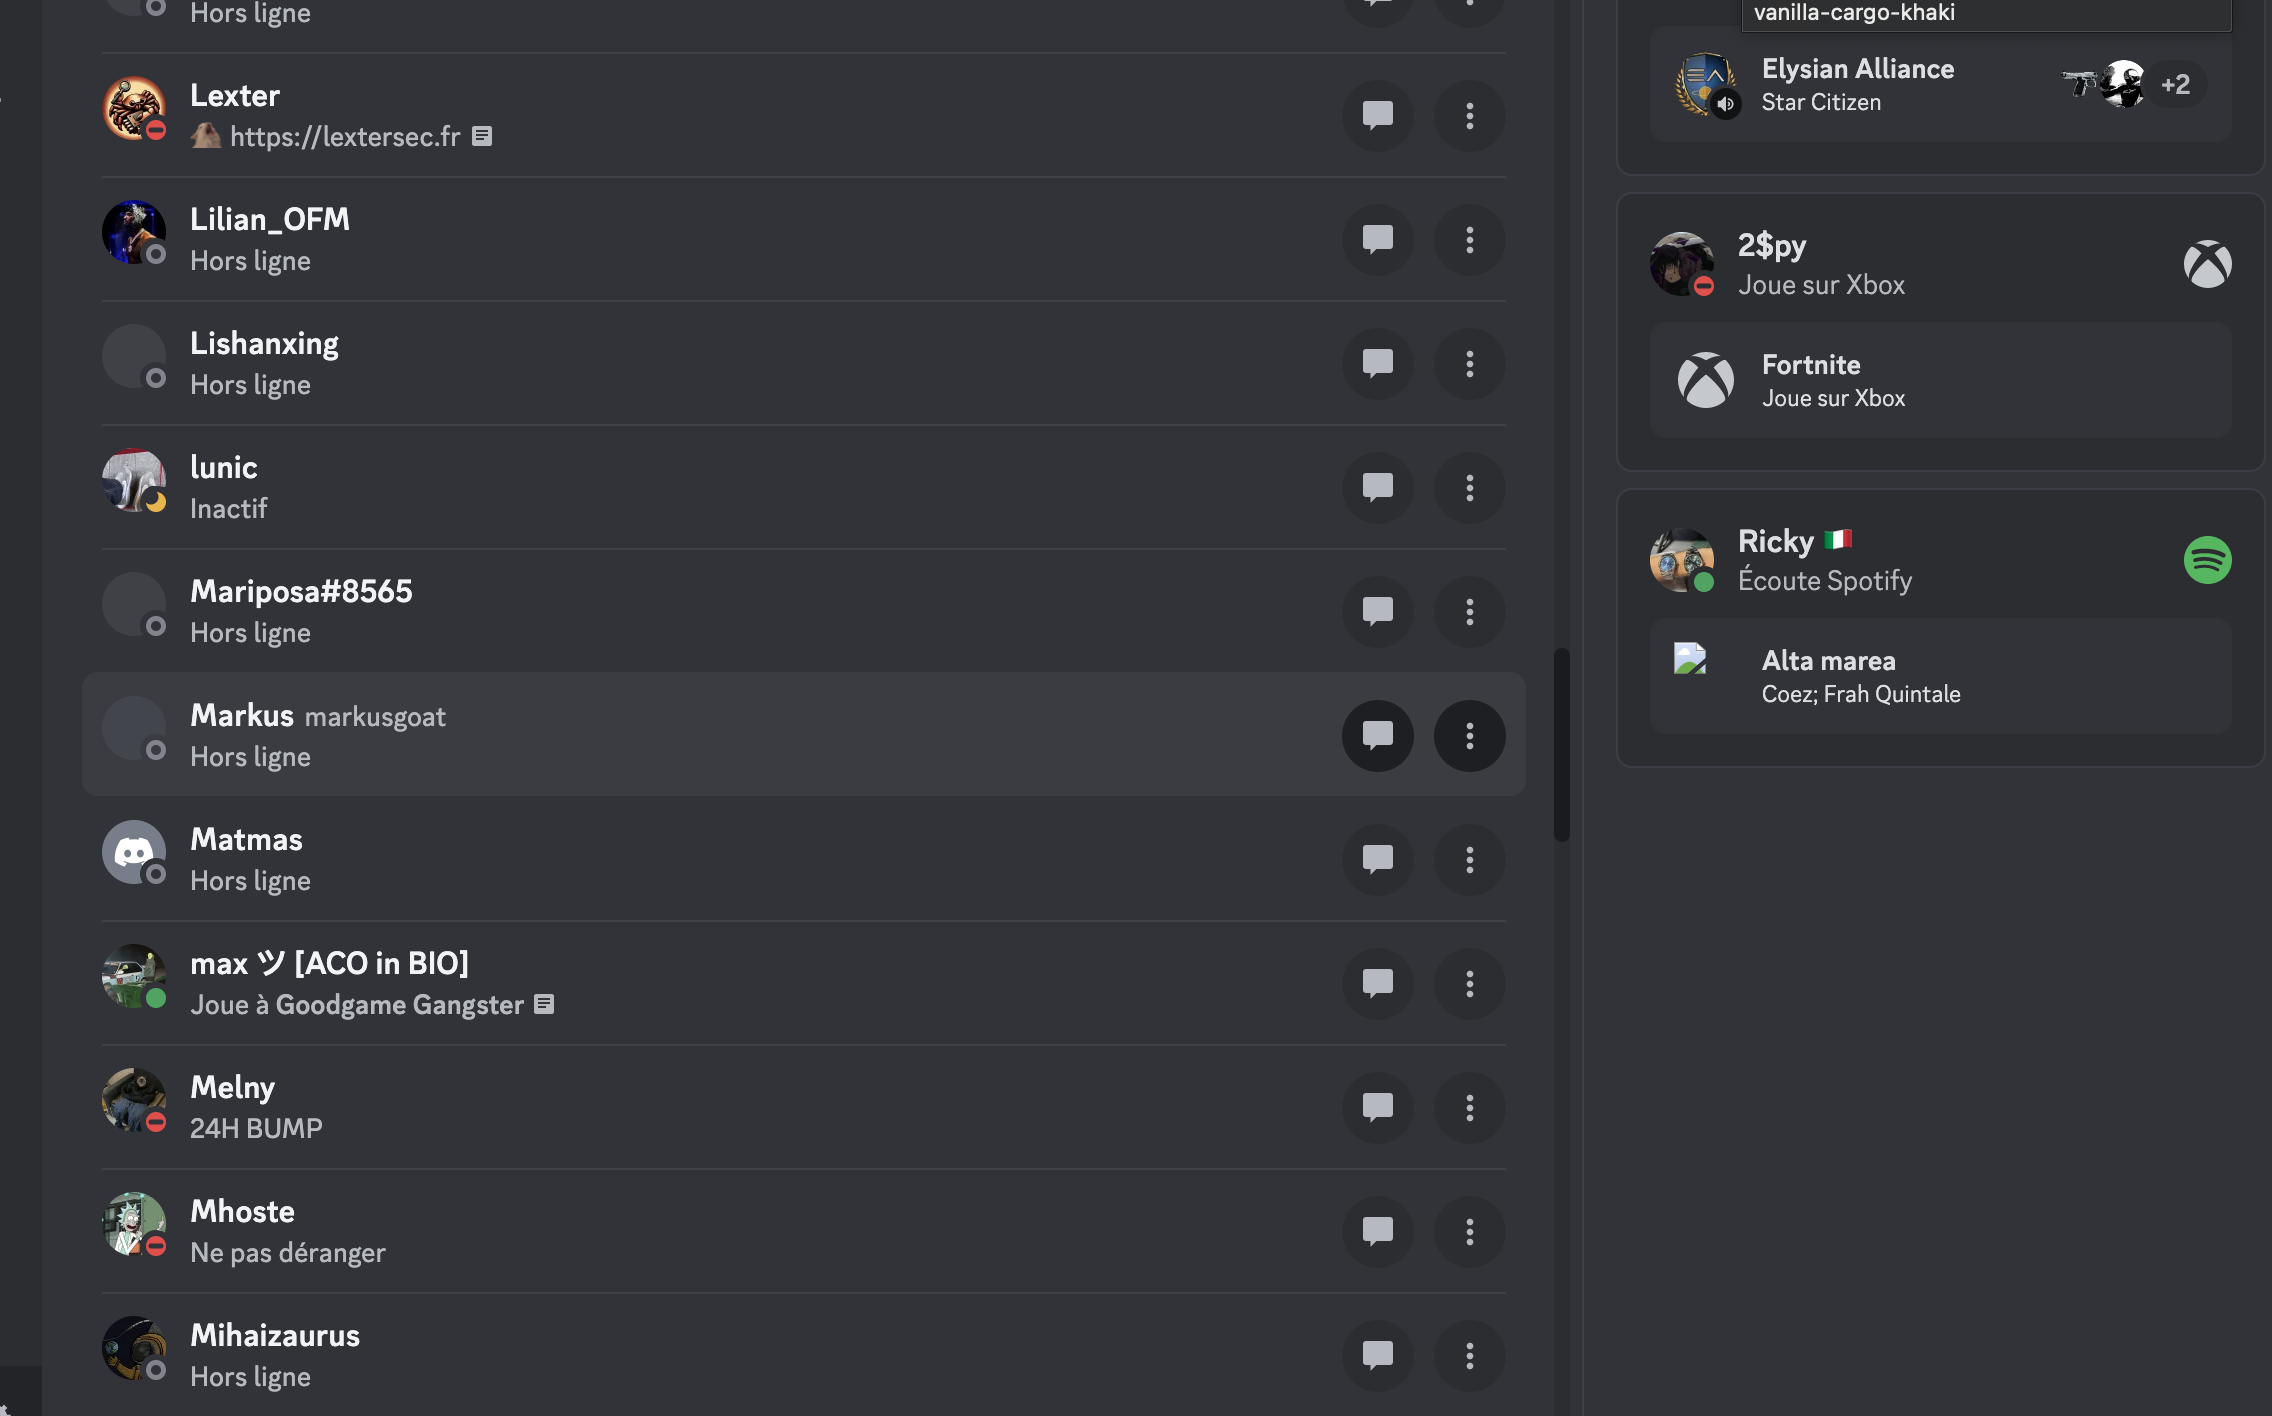 Hors ligne
Lexter
https://lextersec.fr
Lilian_OFM
Hors ligne
Lishanxing
Hors ligne
lunic
Inactif
Mariposa#8565
Hors ligne
Markus markusgoat
Hors ligne
Matmas
Hors ligne
max ツ [ACO in BIO]
Joue à Goodgame Gangster
Melny
24H BUMP
Mhoste
Ne pas déranger
Mihaizaurus
Hors ligne
vanilla-cargo-khaki
Elysian Alliance
Star Citizen
+2
2$py
Joue sur Xbox
Fortnite
Joue sur Xbox
Ricky 🇮🇹
Écoute Spotify
Alta marea
Coez; Frah Quintale